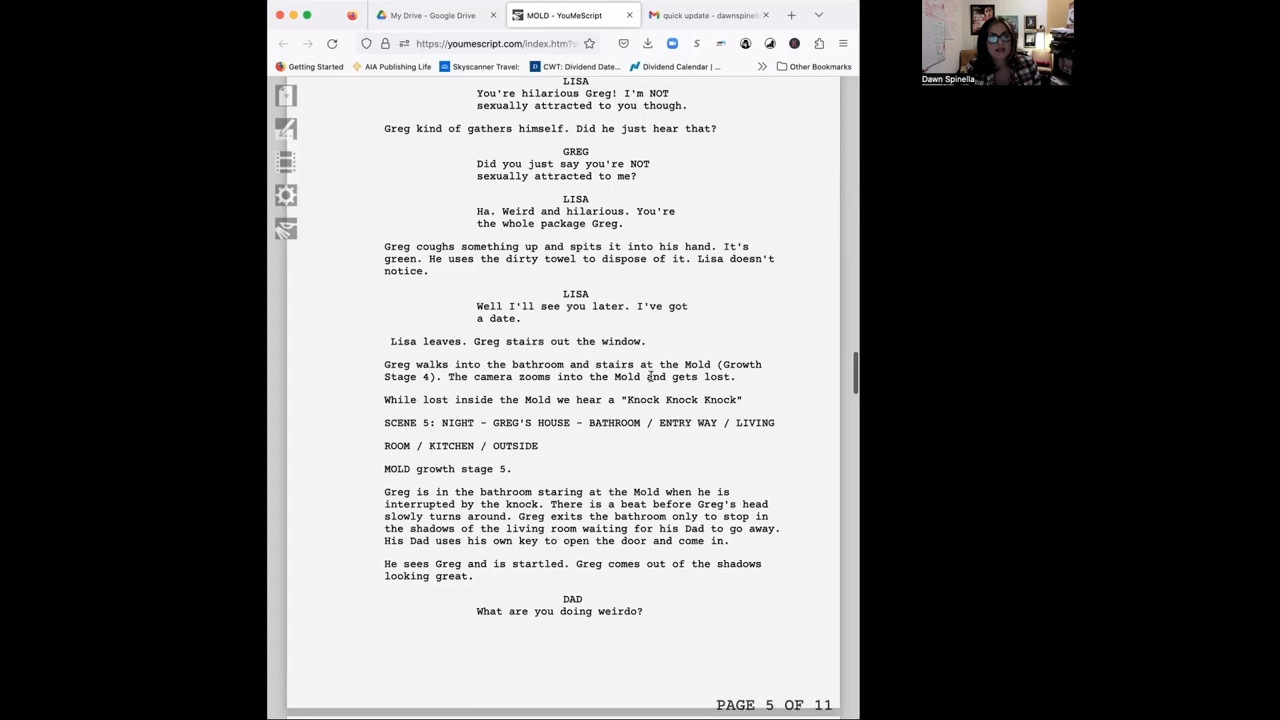 My Drive - Google Drive
MOLD - YouMeScript
quick update - dawnspinell
https://youmescript.com/index.htm?s
Getting Started
AIA Publishing Life
Skyscanner Travel:
CWT: Dividend Date...
Dividend Calendar | ...
Other Bookmarks
Dawn Spinella
LISA
You're hilarious Greg! I'm NOT
sexually attracted to you though.
Greg kind of gathers himself. Did he just hear that?
GREG
Did you just say you're NOT
sexually attracted to me?
LISA
Ha. Weird and hilarious. You're
the whole package Greg.
Greg coughs something up and spits it into his hand. It's
green. He uses the dirty towel to dispose of it. Lisa doesn't
notice.
LISA
Well I'll see you later. I've got
a date.
Lisa leaves. Greg stairs out the window.
Greg walks into the bathroom and stairs at the Mold (Growth
Stage 4). The camera zooms into the Mold and gets lost.
While lost inside the Mold we hear a "Knock Knock Knock"
SCENE 5: NIGHT - GREG'S HOUSE - BATHROOM / ENTRY WAY / LIVING
ROOM / KITCHEN / OUTSIDE
MOLD growth stage 5.
Greg is in the bathroom staring at the Mold when he is
interrupted by the knock. There is a beat before Greg's head
slowly turns around. Greg exits the bathroom only to stop in
the shadows of the living room waiting for his Dad to go away.
His Dad uses his own key to open the door and come in.
He sees Greg and is startled. Greg comes out of the shadows
looking great.
DAD
What are you doing weirdo?
PAGE 5 OF 11